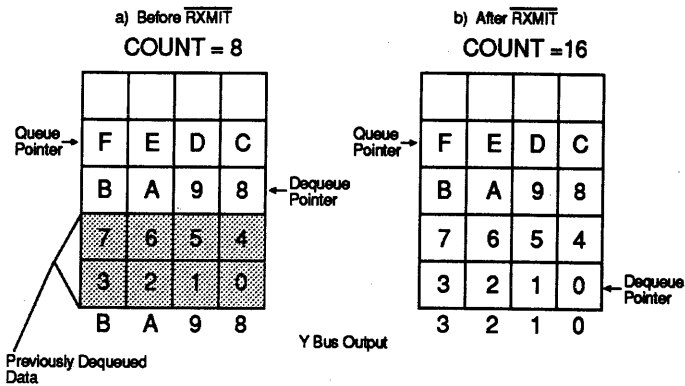 a) Before RXMIT
COUNT = 8
Queue Pointer
F E D C
B A 9 8
Dequeue Pointer
7 6 5 4
3 2 1 0
B A 9 8
Previously Dequeued Data
b) After RXMIT
COUNT =16
Queue Pointer
F E D C
B A 9 8
7 6 5 4
3 2 1 0
Dequeue Pointer
3 2 1 0
Y Bus Output